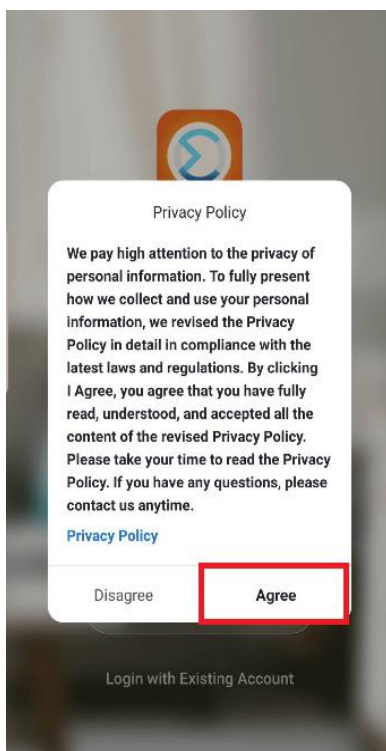 Privacy Policy
We pay high attention to the privacy of
personal information. To fully present
how we collect and use your personal
information, we revised the Privacy
Policy in detail in compliance with the
latest laws and regulations. By clicking
I Agree, you agree that you have fully
read, understood, and accepted all the
content of the revised Privacy Policy.
Please take your time to read the Privacy
Policy. If you have any questions, please
contact us anytime.
Privacy Policy
Disagree Agree
Login with Existing Account